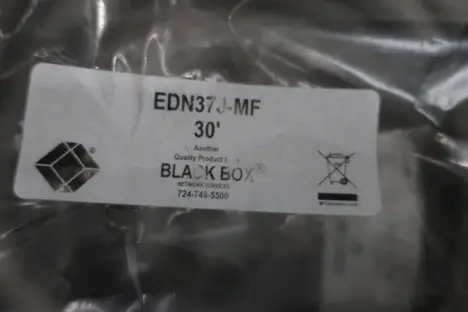 EDN37J-MF
30'
Another
Quality Product
BLACK BOX®
NETWORK SERVICES
724-746-5500